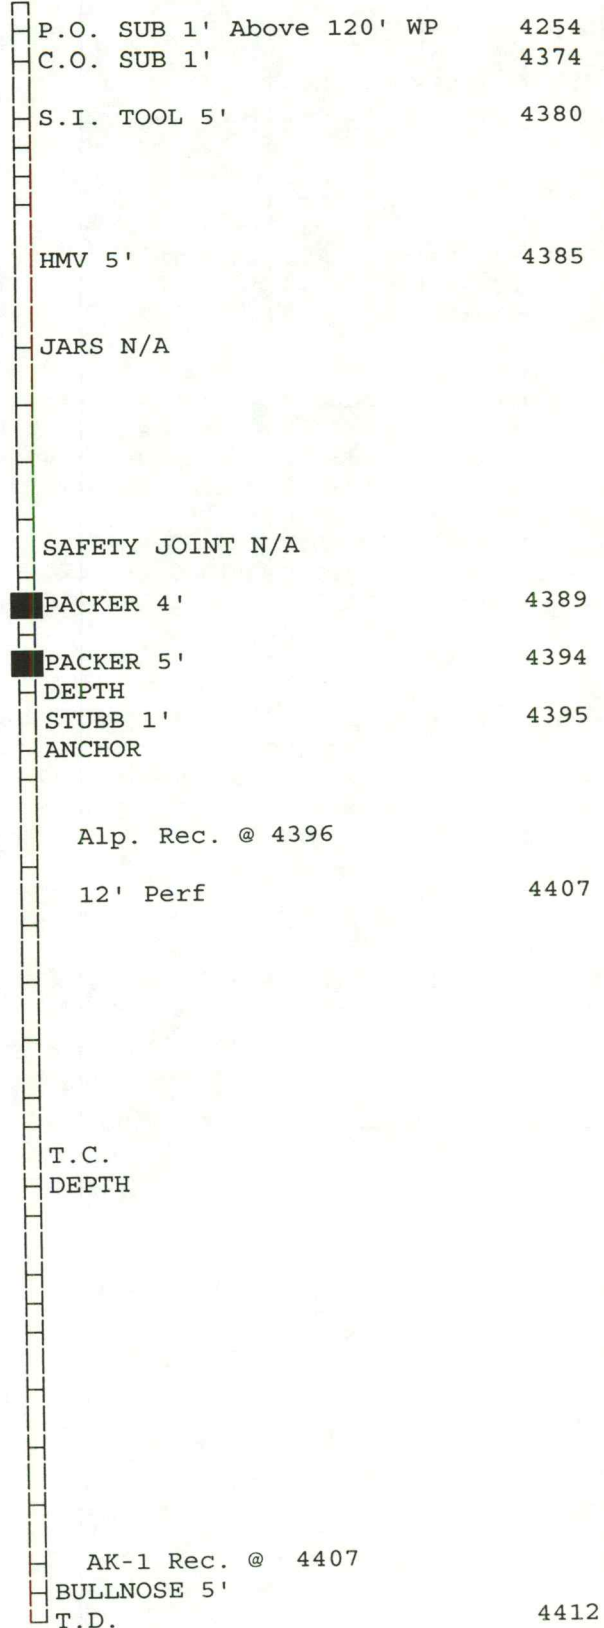 P.O. SUB 1' Above 120' WP 4254
C.O. SUB 1' 4374
S.I. TOOL 5' 4380
HMV 5' 4385
JARS N/A
SAFETY JOINT N/A
PACKER 4' 4389
PACKER 5' 4394
DEPTH
STUBB 1' 4395
ANCHOR
Alp. Rec. @ 4396
12' Perf 4407
T.C.
DEPTH
AK-1 Rec. @ 4407
BULLNOSE 5'
T.D. 4412